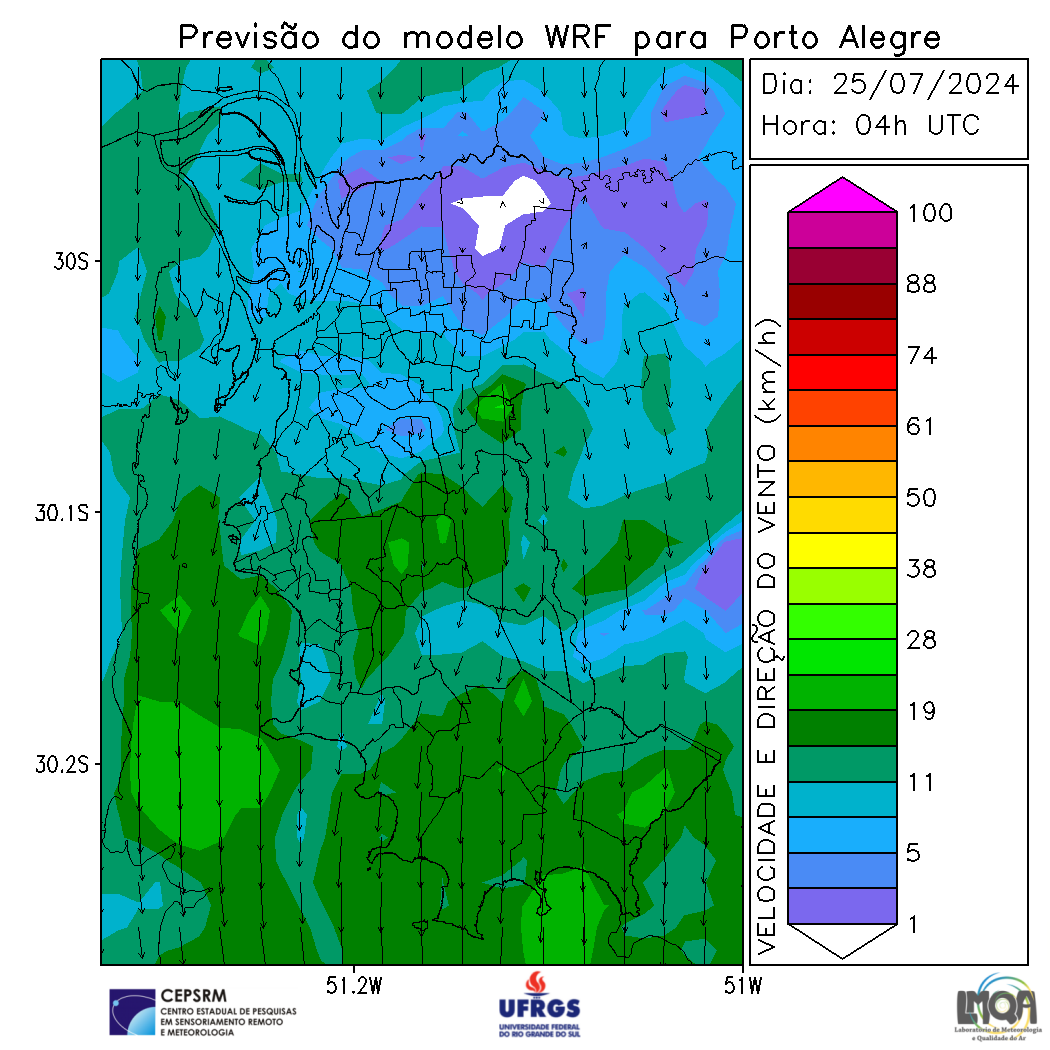 Previsão do modelo WRF para Porto Alegre
Dia: 25/07/2024
Hora: 04h UTC
30S
30.1S
30.2S
51.2W
51W
VELOCIDADE E DIREÇÃO DO VENTO (km/h)
100
88
74
61
50
38
28
19
11
5
1
CEPSRM
CENTRO ESTADUAL DE PESQUISAS
EM SENSORIAMENTO REMOTO
E METEOROLOGIA
UFRGS
UNIVERSIDADE FEDERAL
DO RIO GRANDE DO SUL
LMQA
Laboratório de Meteorologia
e Qualidade do Ar